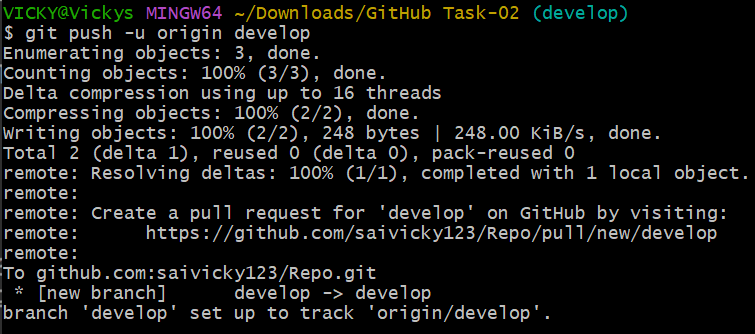 VICKY@Vickys MINGW64 ~/Downloads/GitHub Task-02 (develop)
$ git push -u origin develop
Enumerating objects: 3, done.
Counting objects: 100% (3/3), done.
Delta compression using up to 16 threads
Compressing objects: 100% (2/2), done.
Writing objects: 100% (2/2), 248 bytes | 248.00 KiB/s, done.
Total 2 (delta 1), reused 0 (delta 0), pack-reused 0
remote: Resolving deltas: 100% (1/1), completed with 1 local object.
remote:
remote: Create a pull request for 'develop' on GitHub by visiting:
remote:      https://github.com/saivicky123/Repo/pull/new/develop
remote:
To github.com:saivicky123/Repo.git
 * [new branch]      develop -> develop
branch 'develop' set up to track 'origin/develop'.